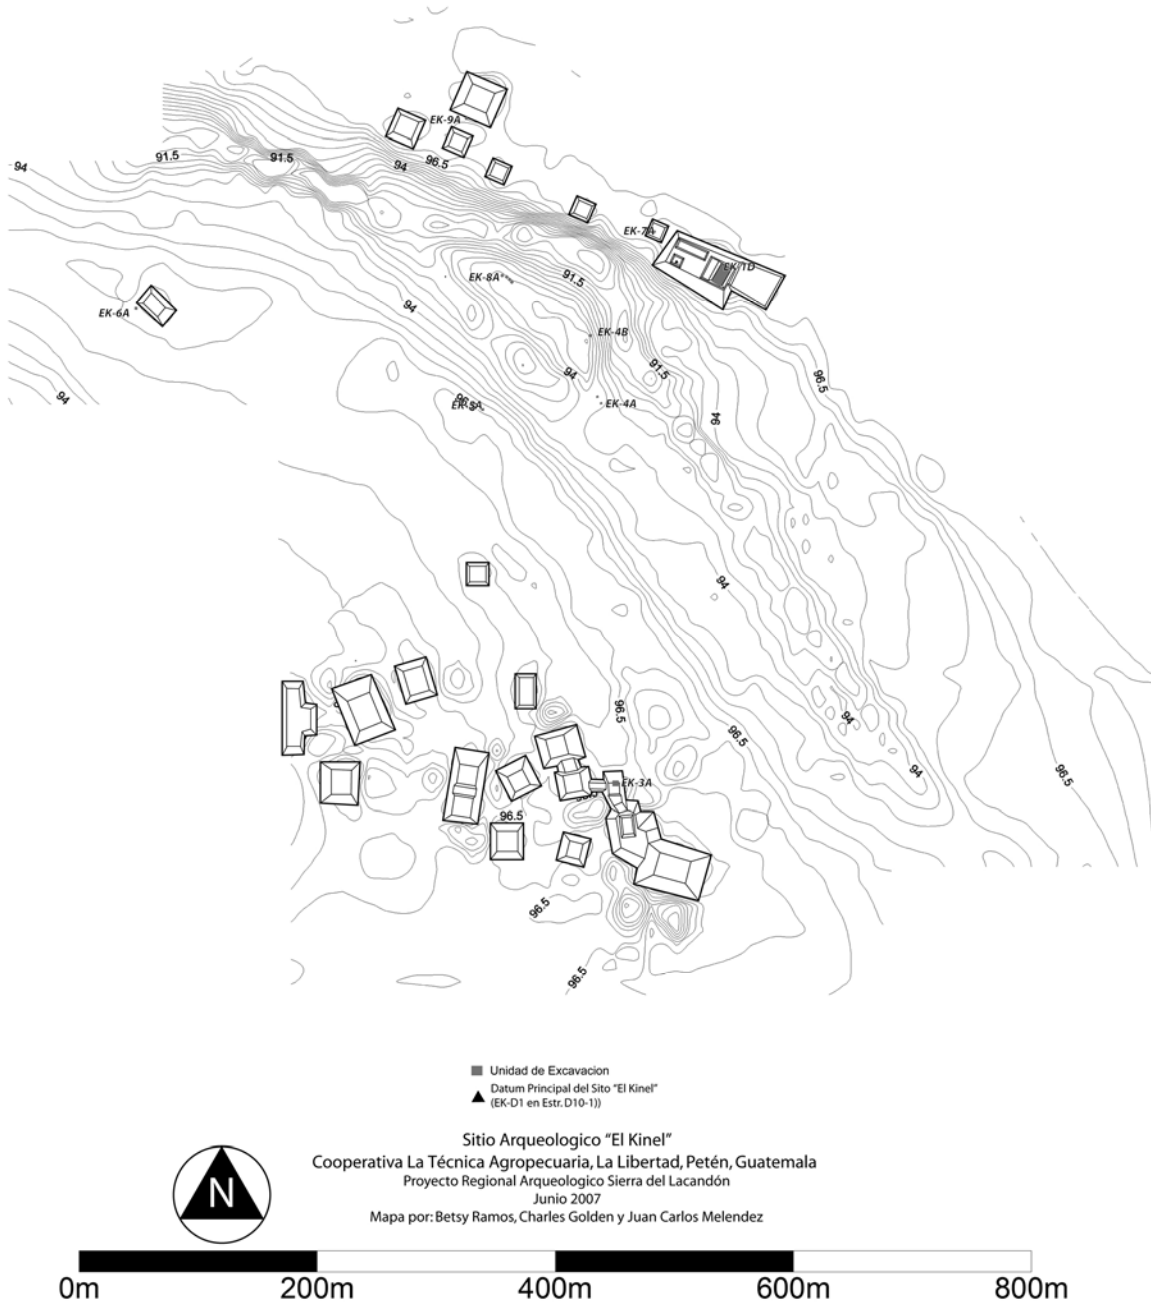 EK-9A
94
96.5
91.5
91.5
94
EK-7A
EK-1D
EK-8A
91.5
EK-6A
94
EK-4B
91.5
94
96.5
94
EK-4A
94
94
96.5
94
96.5
94
96.5
EK-3A
96.5
96.5
96.5
Unidad de Excavacion
Datum Principal del Sito “El Kinel”
(EK-D1 en Estr. D10-1))
Sitio Arqueologico “El Kinel”
Cooperativa La Técnica Agropecuaria, La Libertad, Petén, Guatemala
Proyecto Regional Arqueologico Sierra del Lacandón
Junio 2007
Mapa por: Betsy Ramos, Charles Golden y Juan Carlos Melendez
N
0m 200m 400m 600m 800m